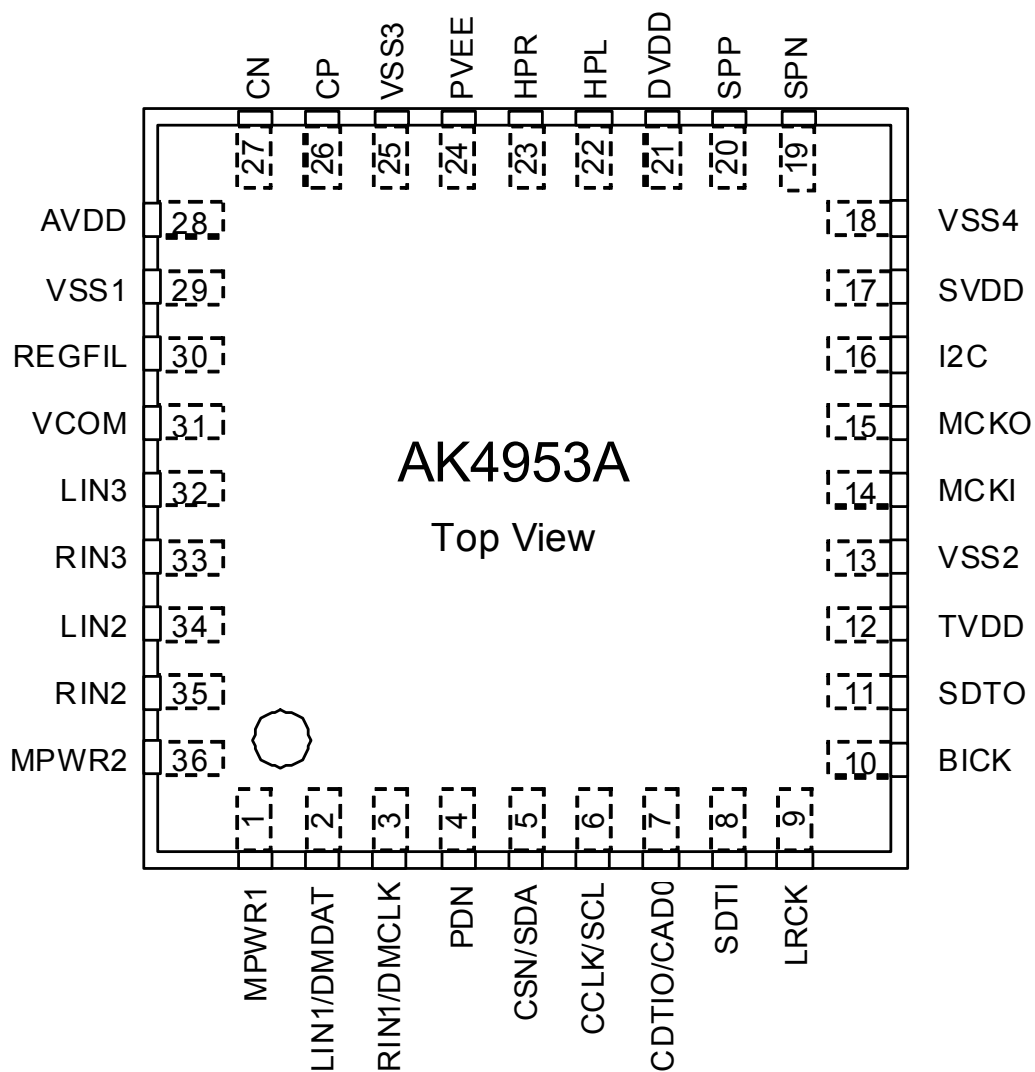 CN
CP
VSS3
PVEE
HPR
HPL
DVDD
SPP
SPN
27
26
25
24
23
22
21
20
19
AVDD 28
VSS1 29
REGFIL 30
VCOM 31
LIN3 32
RIN3 33
LIN2 34
RIN2 35
MPWR2 36
AK4953A
Top View
18 VSS4
17 SVDD
16 I2C
15 MCKO
14 MCKI
13 VSS2
12 TVDD
11 SDTO
10 BICK
1
2
3
4
5
6
7
8
9
MPWR1
LIN1/DMDAT
RIN1/DMCLK
PDN
CSN/SDA
CCLK/SCL
CDTIO/CAD0
SDTI
LRCK